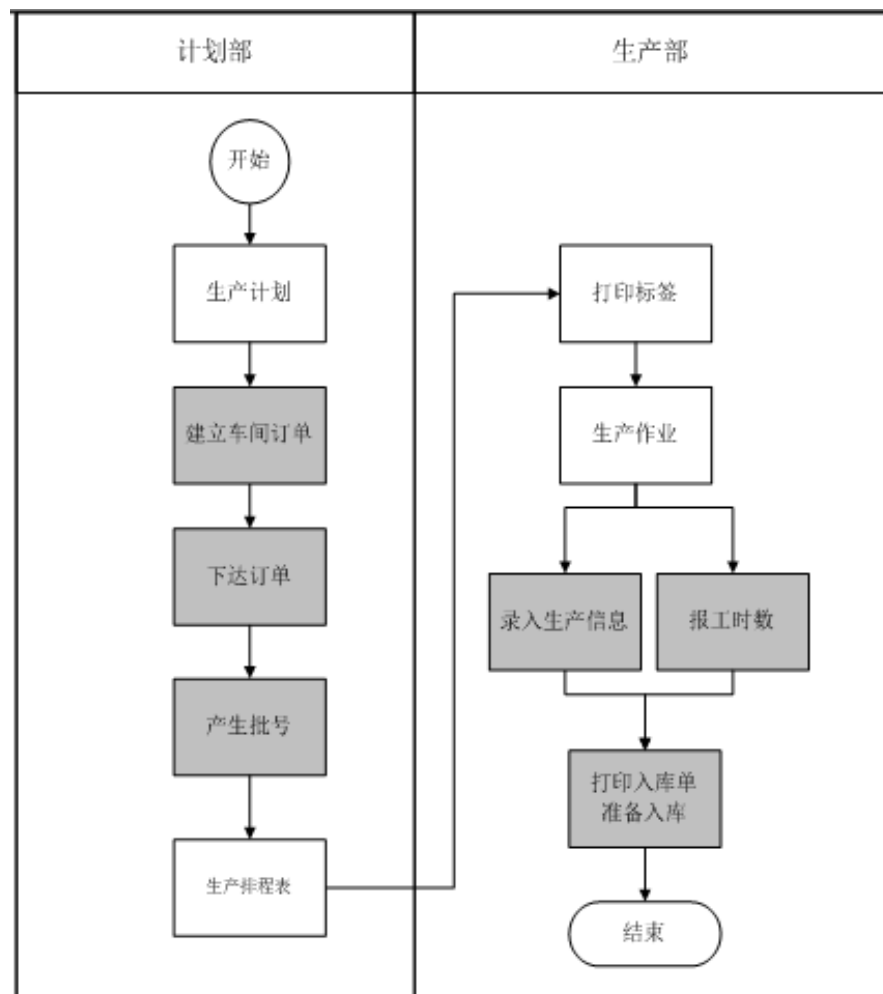 计划部
生产部
开始
生产计划
建立车间订单
下达订单
产生批号
生产排程表
打印标签
生产作业
录入生产信息
报工时数
打印入库单
准备入库
结束